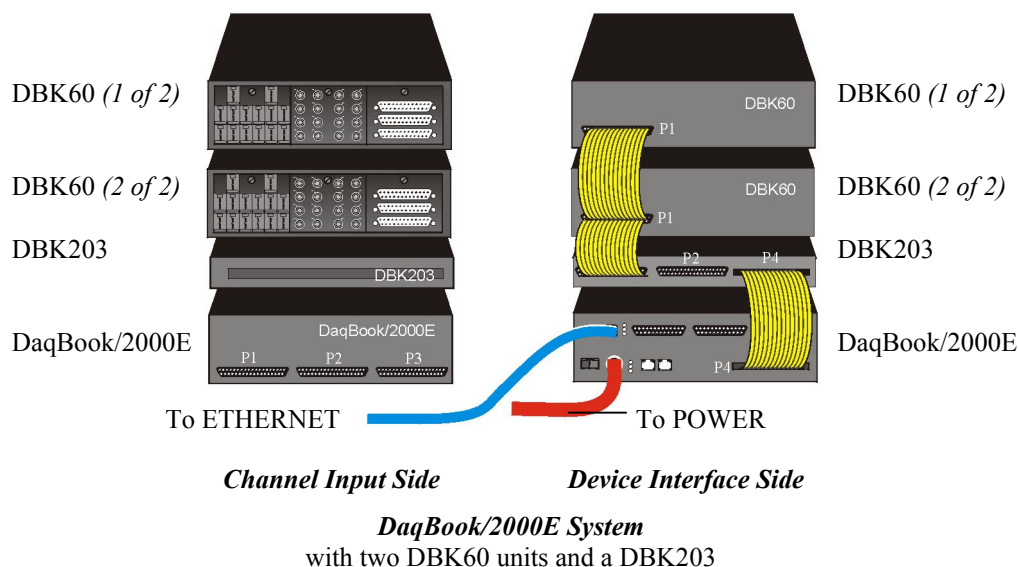 DBK60 (1 of 2)
DBK60
P1
DBK60 (1 of 2)
DBK60 (2 of 2)
DBK60
P1
DBK60 (2 of 2)
DBK203
DBK203
P2
P4
DBK203
DaqBook/2000E
DaqBook/2000E
P1
P2
P3
P4
DaqBook/2000E
To ETHERNET
To POWER
Channel Input Side
Device Interface Side
DaqBook/2000E System
with two DBK60 units and a DBK203